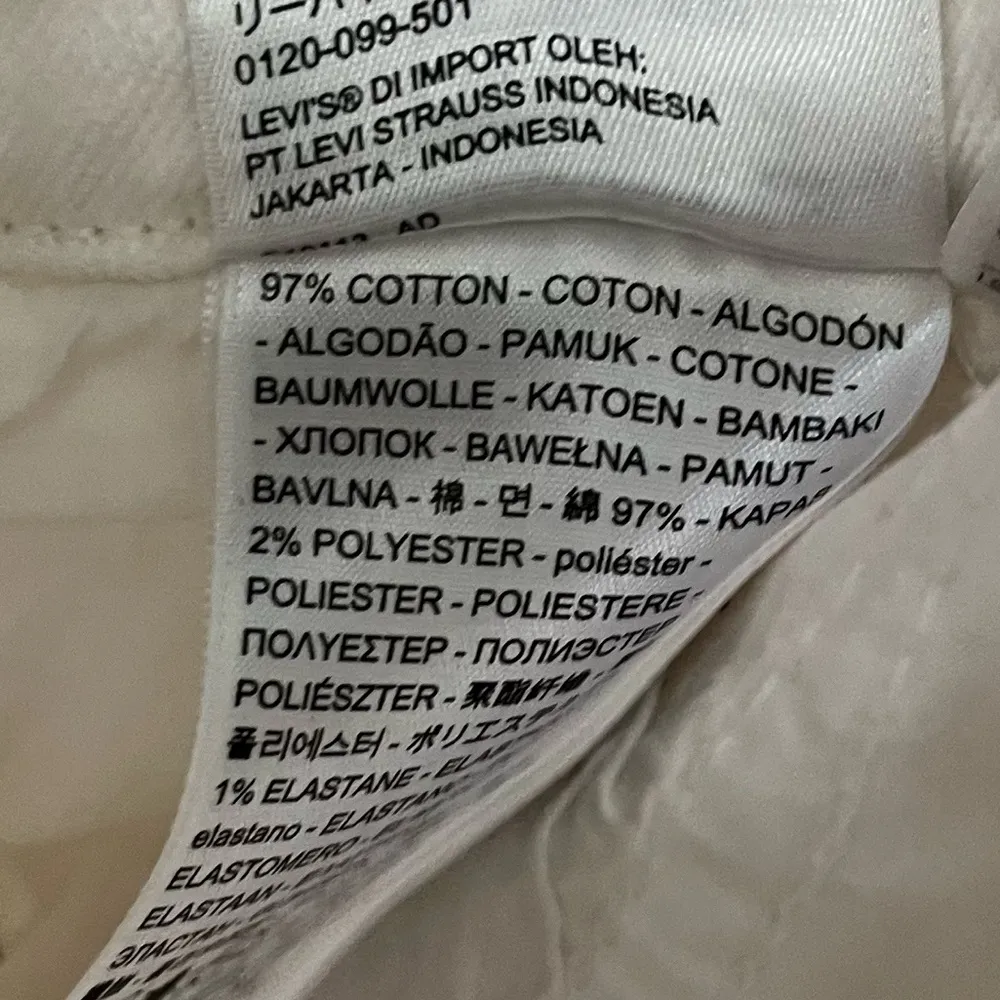 0120-099-501
LEVI'S® DI IMPORT OLEH:
PT LEVI STRAUSS INDONESIA
JAKARTA - INDONESIA
AD
97% COTTON - COTON - ALGODÓN
- ALGODÃO - PAMUK - COTONE -
BAUMWOLLE - KATOEN - BAMBAKI
- ХЛОПОК - BAWEŁNA - PAMUT -
BAVLNA - 棉 - 면 - 綿 97% -
2% POLYESTER - poliéster -
POLIESTER - POLIESTERE -
ΠΟΛΥΕΣΤΕΡ -
POLIÉSZTER - 聚酯纤维 -
폴리에스터 -
1% ELASTANE -
elastano -
ELASTOMERO -
ELASTAAN -